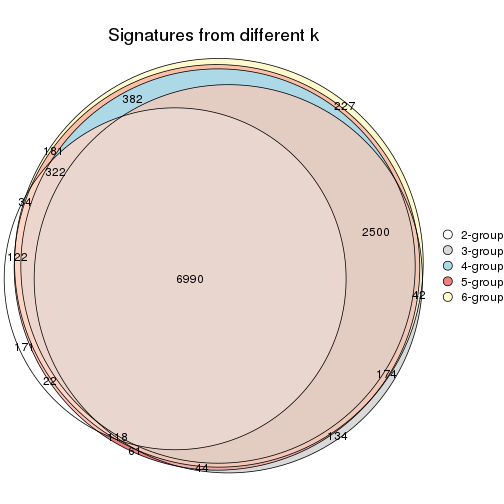 Signatures from different k
382
227
181
322
34
2500
122
6990
42
171
174
22
118
134
61
44
2-group
3-group
4-group
5-group
6-group